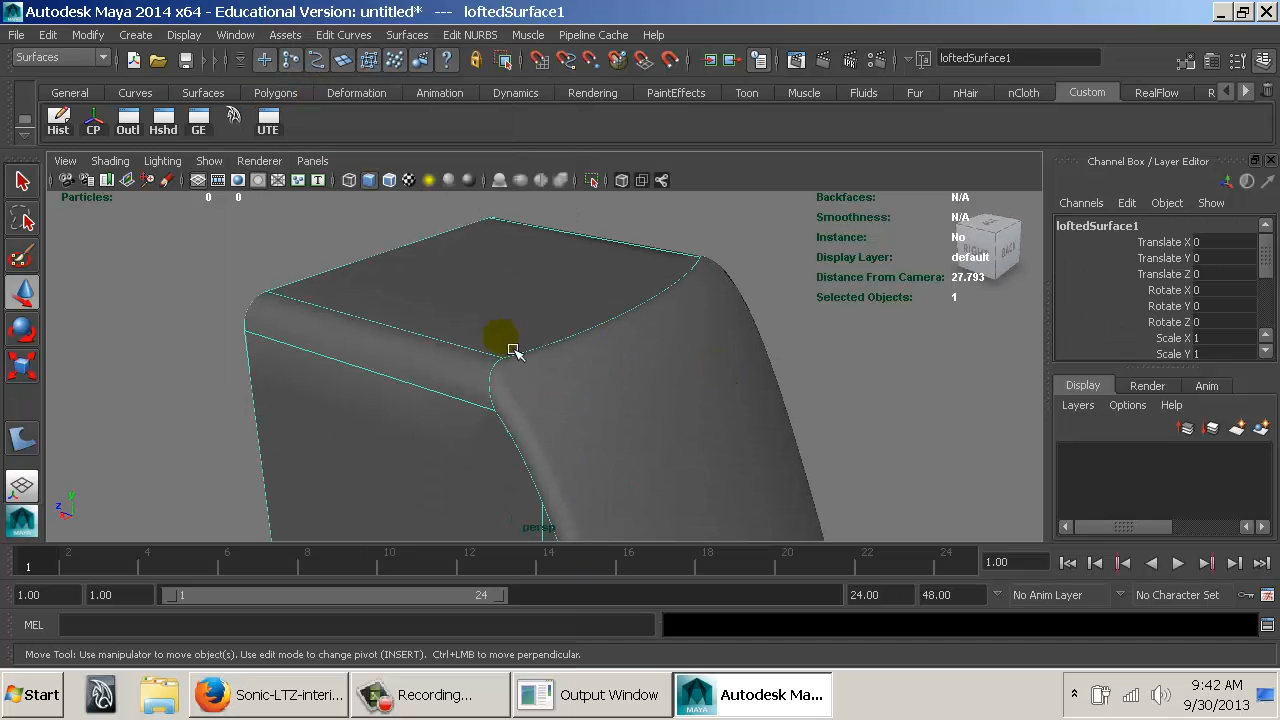 Autodesk Maya 2014 x64 - Educational Version: untitled* --- loftedSurface1
File Edit Modify Create Display Window Assets Edit Curves Surfaces Edit NURBS Muscle Pipeline Cache Help
Surfaces
loftedSurface1
General Curves Surfaces Polygons Deformation Animation Dynamics Rendering PaintEffects Toon Muscle Fluids Fur nHair nCloth Custom RealFlow R
Hist CP Outl Hshd GE UTE
View Shading Lighting Show Renderer Panels
Channel Box / Layer Editor
Particles: 0 0
Backfaces: N/A
Smoothness: N/A
Instance: No
Display Layer: default
Distance From Camera: 27.793
Selected Objects: 1
RIGHT BACK
Channels Edit Object Show
loftedSurface1
Translate X 0
Translate Y 0
Translate Z 0
Rotate X 0
Rotate Y 0
Rotate Z 0
Scale X 1
Scale Y 1
Display Render Anim
Layers Options Help
y
z
persp
2 4 6 8 10 12 14 16 18 20 22 24
1
1.00
1.00 1.00 1 24 24.00 48.00 No Anim Layer No Character Set
MEL
Move Tool: Use manipulator to move object(s). Use edit mode to change pivot (INSERT). Ctrl+LMB to move perpendicular.
Start Sonic-LTZ-interi... Recording... Output Window Autodesk Ma...
9:42 AM
9/30/2013